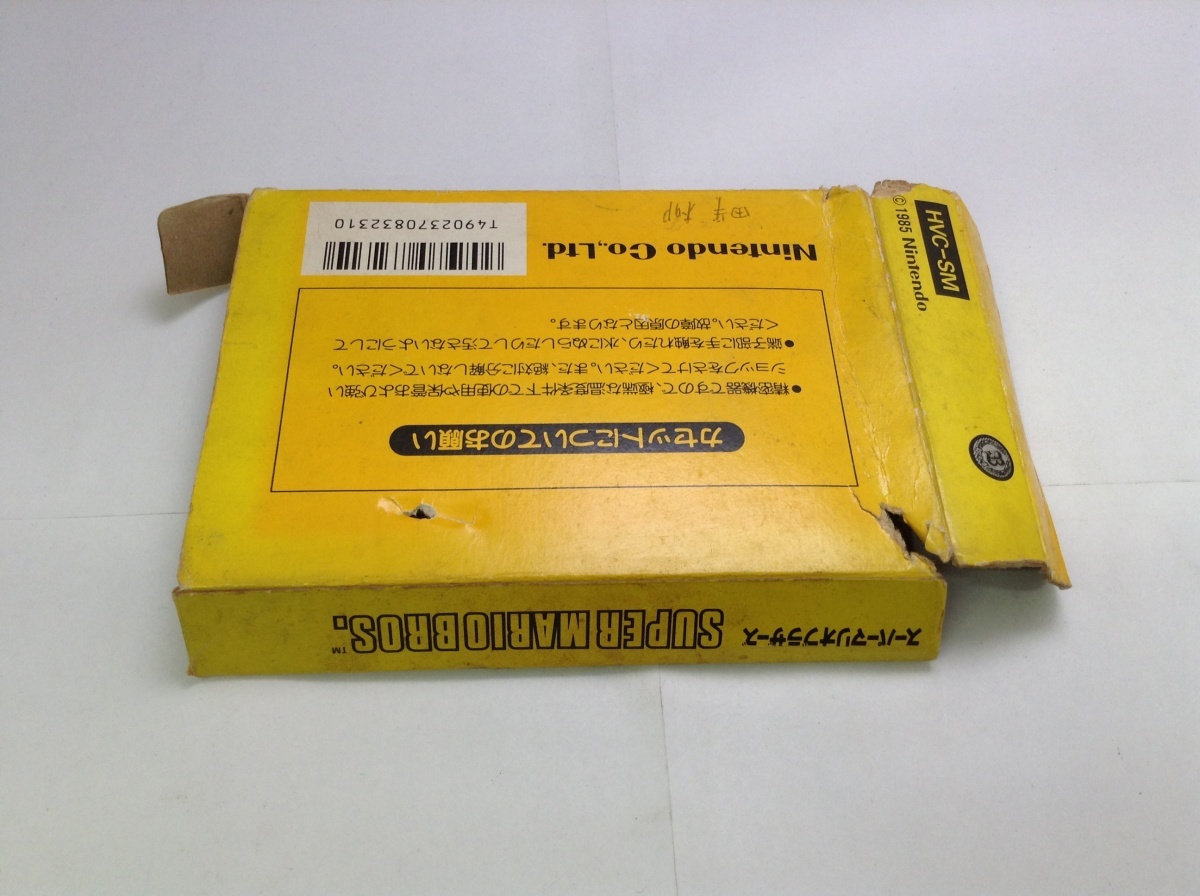 スーパーマリオブラザーズ SUPER MARIO BROS.™
カセットについてのお願い
●精密機器ですので、極端な温度条件下での使用や保管および強い
ショックをさけてください。また、絶対に分解しないでください。
●端子部に手を触れたり、水にぬらしたりして汚さないようにして
ください。故障の原因となります。
Nintendo Co.,Ltd.
T4902370832310
HVC-SM
© 1985 Nintendo
B